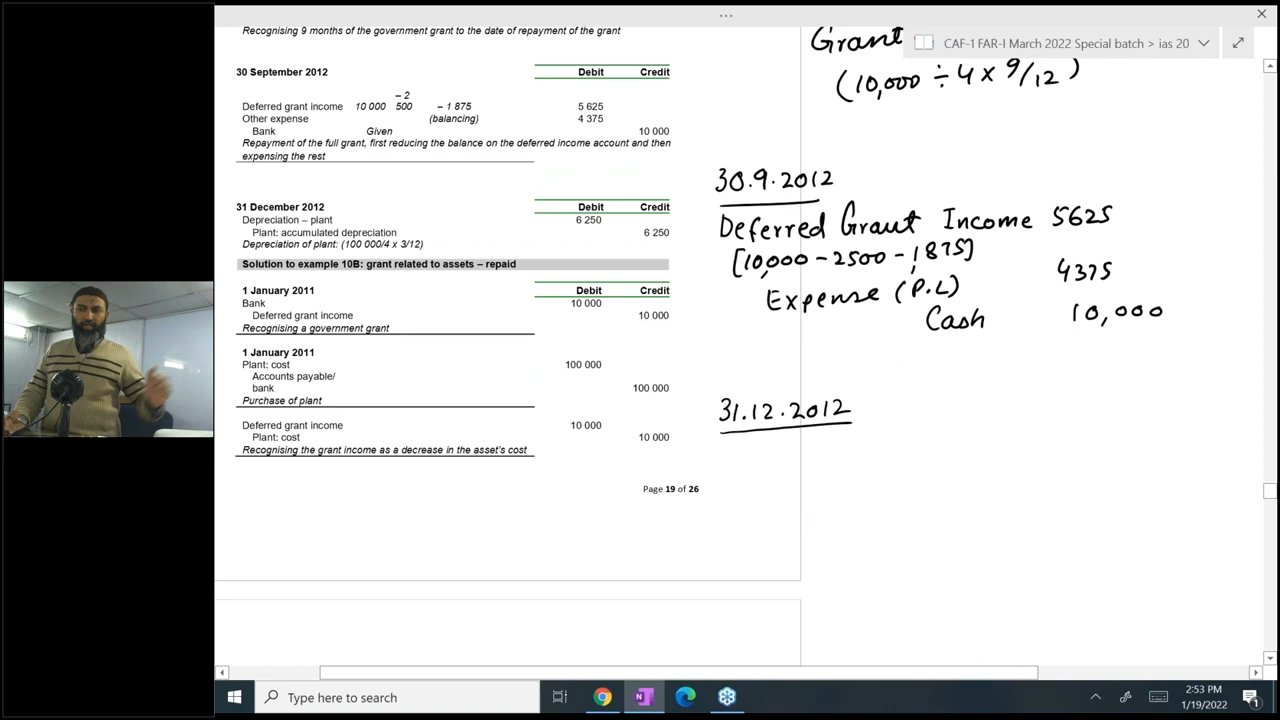 Recognising 9 months of the government grant to the date of repayment of the grant
30 September 2012 Debit Credit
– 2
Deferred grant income 10 000 500 – 1 875 5 625
Other expense (balancing) 4 375
Bank Given 10 000
Repayment of the full grant, first reducing the balance on the deferred income account and then
expensing the rest
31 December 2012 Debit Credit
Depreciation – plant 6 250
Plant: accumulated depreciation 6 250
Depreciation of plant: (100 000/4 x 3/12)
Solution to example 10B: grant related to assets – repaid
1 January 2011 Debit Credit
Bank 10 000
Deferred grant income 10 000
Recognising a government grant
1 January 2011 Debit Credit
Plant: cost 100 000
Accounts payable/
bank 100 000
Purchase of plant
Deferred grant income 10 000
Plant: cost 10 000
Recognising the grant income as a decrease in the asset's cost
Page 19 of 26
Grant
CAF-1 FAR-I March 2022 Special batch > ias 20
(10,000 ÷ 4 x 9/12)
30.9.2012
Deferred Grant Income 5625
[10,000 – 2500 – 1,875]
Expense (P.L) 4375
Cash 10,000
31.12.2012
Type here to search
2:53 PM
1/19/2022
1